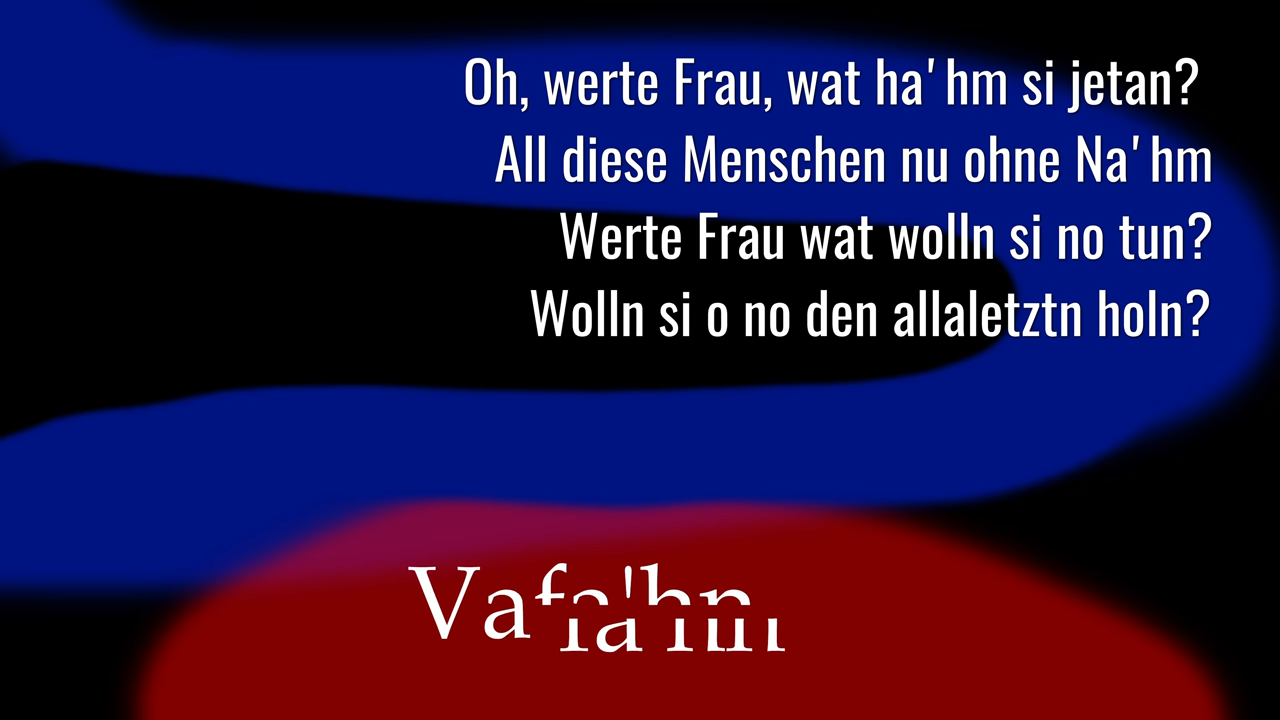 Oh, werte Frau, wat ha'hm si jetan?
All diese Menschen nu ohne Na'hm
Werte Frau wat wolln si no tun?
Wolln si o no den allaletztn holn?
Vafa'hn